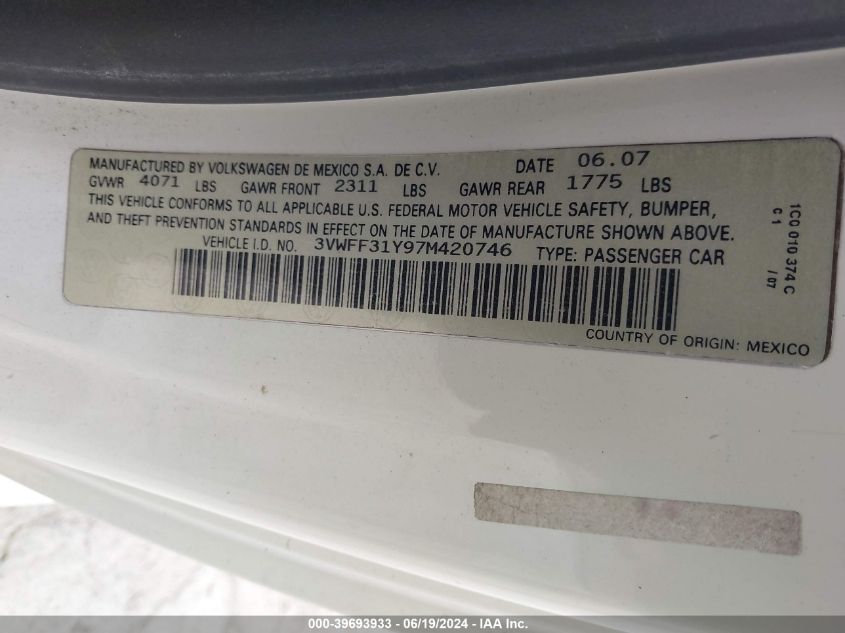 MANUFACTURED BY VOLKSWAGEN DE MEXICO S.A. DE C.V. DATE 06.07
GVWR 4071 LBS GAWR FRONT 2311 LBS GAWR REAR 1775 LBS
THIS VEHICLE CONFORMS TO ALL APPLICABLE U.S. FEDERAL MOTOR VEHICLE SAFETY, BUMPER,
AND THEFT PREVENTION STANDARDS IN EFFECT ON THE DATE OF MANUFACTURE SHOWN ABOVE.
VEHICLE I.D. NO. 3VWFF31Y97M420746 TYPE: PASSENGER CAR
COUNTRY OF ORIGIN: MEXICO
1C0 010 374 C
C 1 / 07
000-39693933 - 06/19/2024 - IAA Inc.